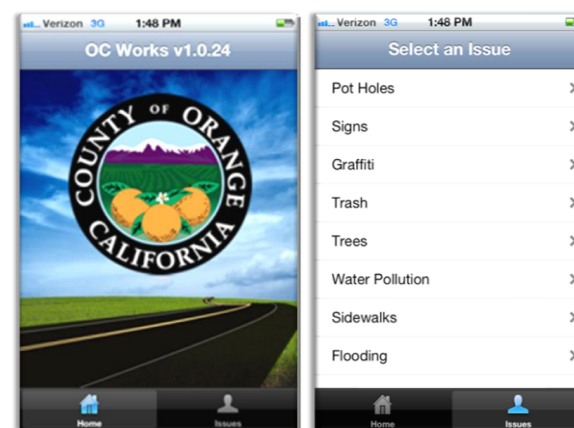 Verizon 3G 1:48 PM
OC Works v1.0.24
COUNTY OF ORANGE
CALIFORNIA
Home Issues
Verizon 3G 1:48 PM
Select an Issue
Pot Holes
Signs
Graffiti
Trash
Trees
Water Pollution
Sidewalks
Flooding
Home Issues